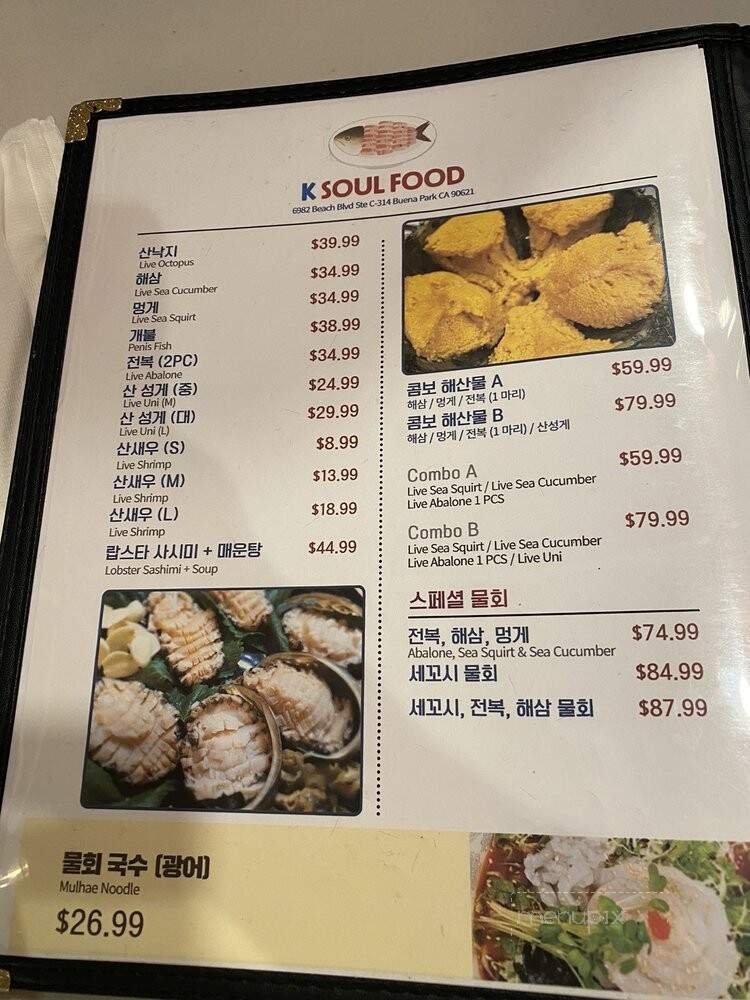 K SOUL FOOD
6982 Beach Blvd Ste C-314 Buena Park CA 90621
산낙지 $39.99
Live Octopus
해삼 $34.99
Live Sea Cucumber
멍게 $34.99
Live Sea Squirt
개불 $38.99
Penis Fish
전복 (2PC) $34.99
Live Abalone
산 성게 (중) $24.99
Live Uni (M)
산 성게 (대) $29.99
Live Uni (L)
산새우 (S) $8.99
Live Shrimp
산새우 (M) $13.99
Live Shrimp
산새우 (L) $18.99
Live Shrimp
랍스타 사시미 + 매운탕 $44.99
Lobster Sashimi + Soup
콤보 해산물 A $59.99
해삼 / 멍게 / 전복 (1 마리)
콤보 해산물 B $79.99
해삼 / 멍게 / 전복 (1 마리) / 산성게
Combo A $59.99
Live Sea Squirt / Live Sea Cucumber
Live Abalone 1 PCS
Combo B $79.99
Live Sea Squirt / Live Sea Cucumber
Live Abalone 1 PCS / Live Uni
스페셜 물회
전복, 해삼, 멍게 $74.99
Abalone, Sea Squirt & Sea Cucumber
세꼬시 물회 $84.99
세꼬시, 전복, 해삼 물회 $87.99
물회 국수 (광어)
Mulhae Noodle
$26.99
menupix